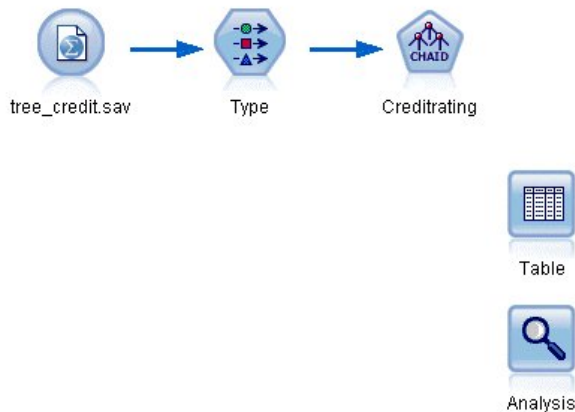 tree_credit.sav
Type
CHAID
Creditrating
Table
Analysis